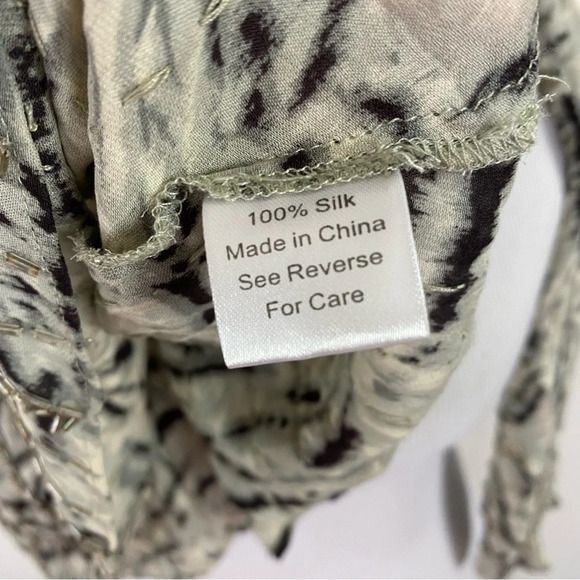 100% Silk
Made in China
See Reverse
For Care